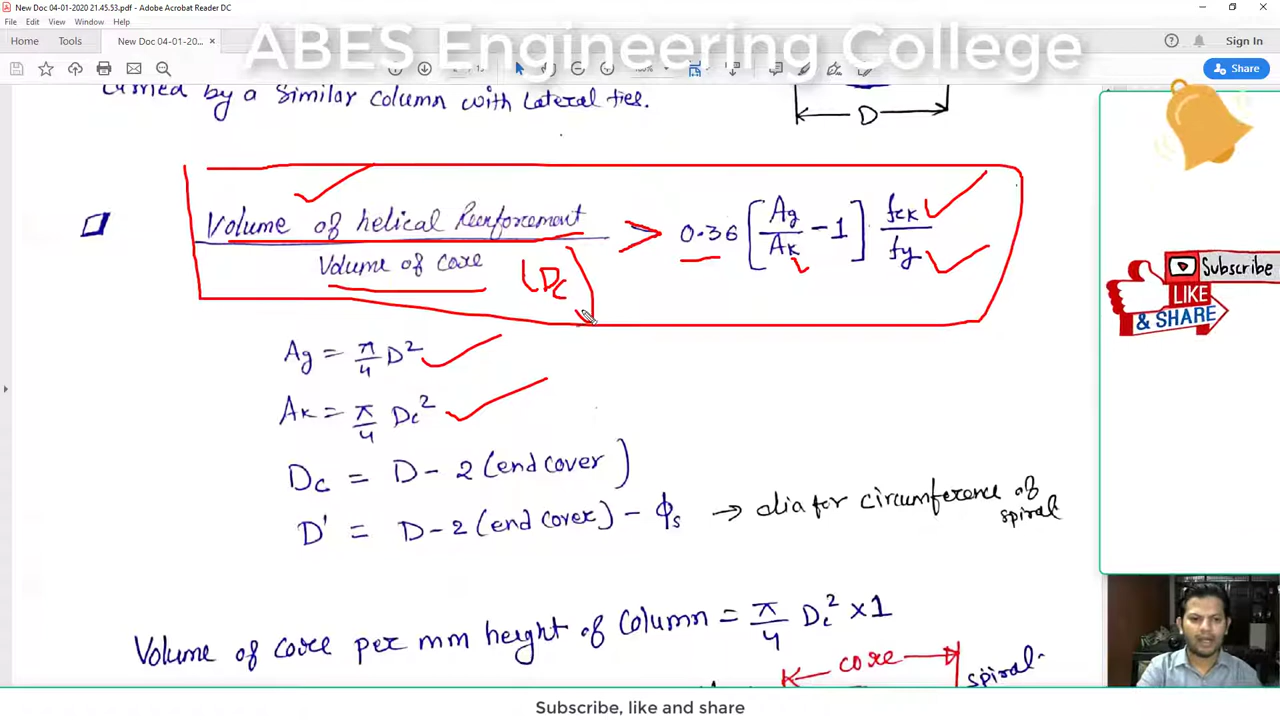 New Doc 04-01-2020 21.45.53.pdf - Adobe Acrobat Reader DC
File Edit View Window Help
Home Tools New Doc 04-01-20...
Sign In
Share
ABES Engineering College
carried by a similar column with lateral ties.
D
Volume of helical Reinforcement
Volume of core
(Dc)
> 0.36 [Ag/Ak - 1] fck/fy
Ag = π/4 D²
Ak = π/4 Dc²
Dc = D - 2 (end cover)
D' = D - 2 (end cover) - ϕs → dia for circumference of spiral
Volume of core per mm height of column = π/4 Dc² × 1
core
spiral.
Subscribe
LIKE
& SHARE
Subscribe, like and share